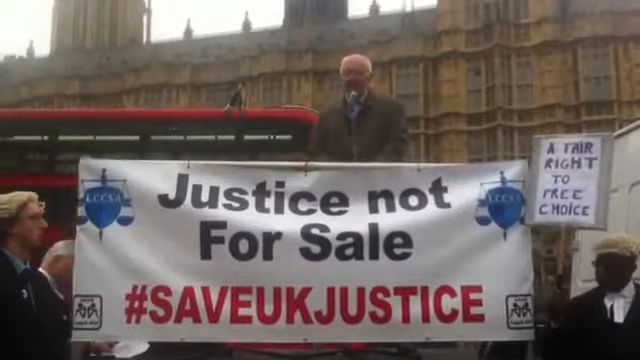 LCCSA
Justice not
For Sale
#SAVEUKJUSTICE
LCCSA
A FAIR
RIGHT
TO
FREE
CHOICE